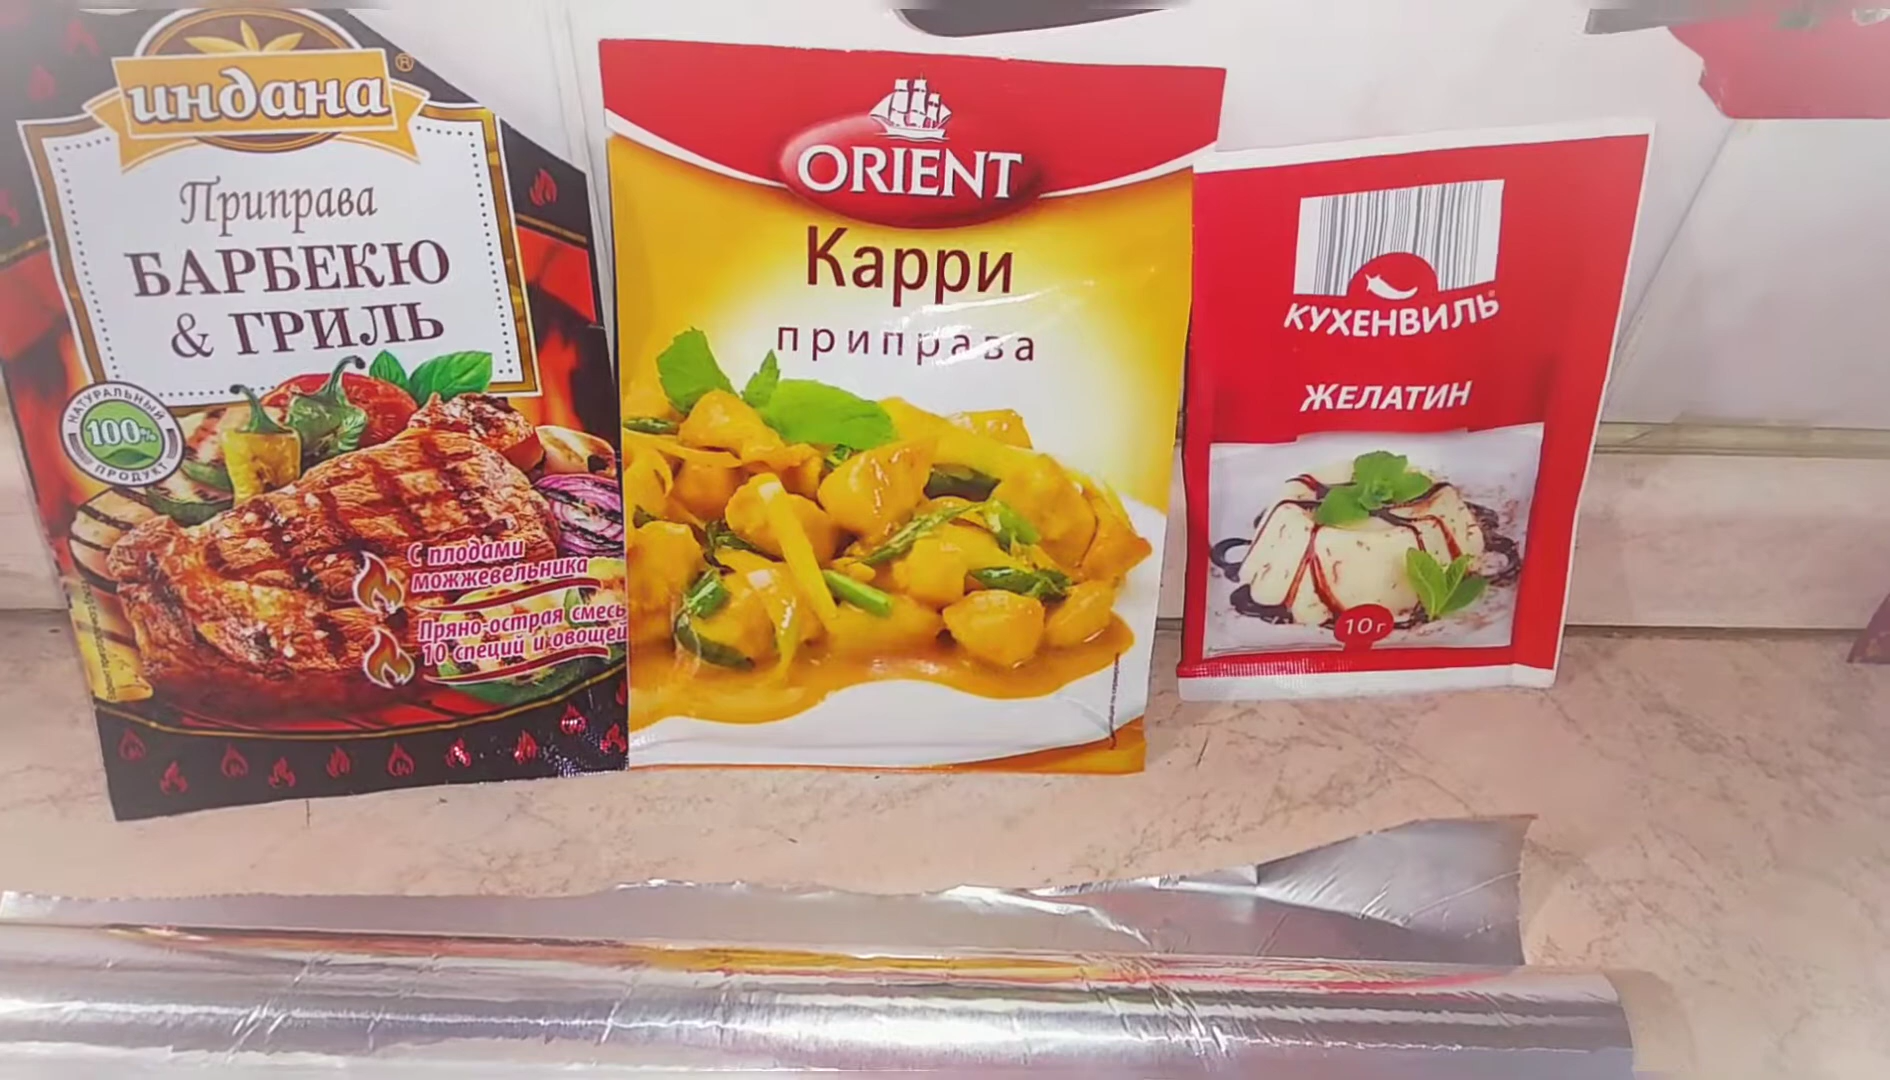 индана®
Приправа
БАРБЕКЮ
& ГРИЛЬ
НАТУРАЛЬНЫЙ
100%
ПРОДУКТ
С плодами
можжевельника
Пряно-острая смесь
10 специй и овощей
ORIENT
Карри
приправа
КУХЕНВИЛЬ
ЖЕЛАТИН
10 г